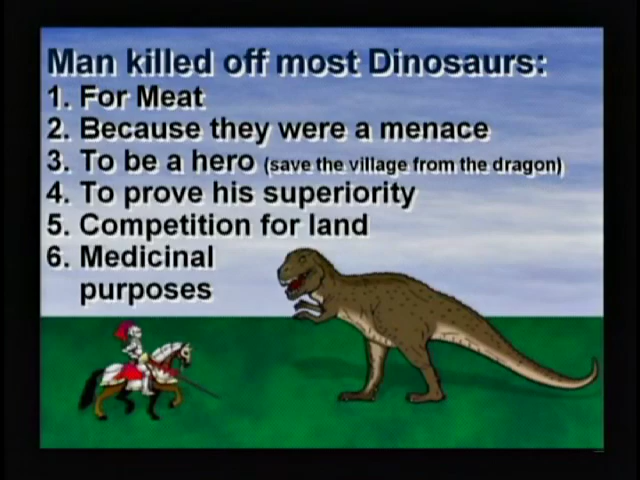 Man killed off most Dinosaurs:
1. For Meat
2. Because they were a menace
3. To be a hero (save the village from the dragon)
4. To prove his superiority
5. Competition for land
6. Medicinal
purposes